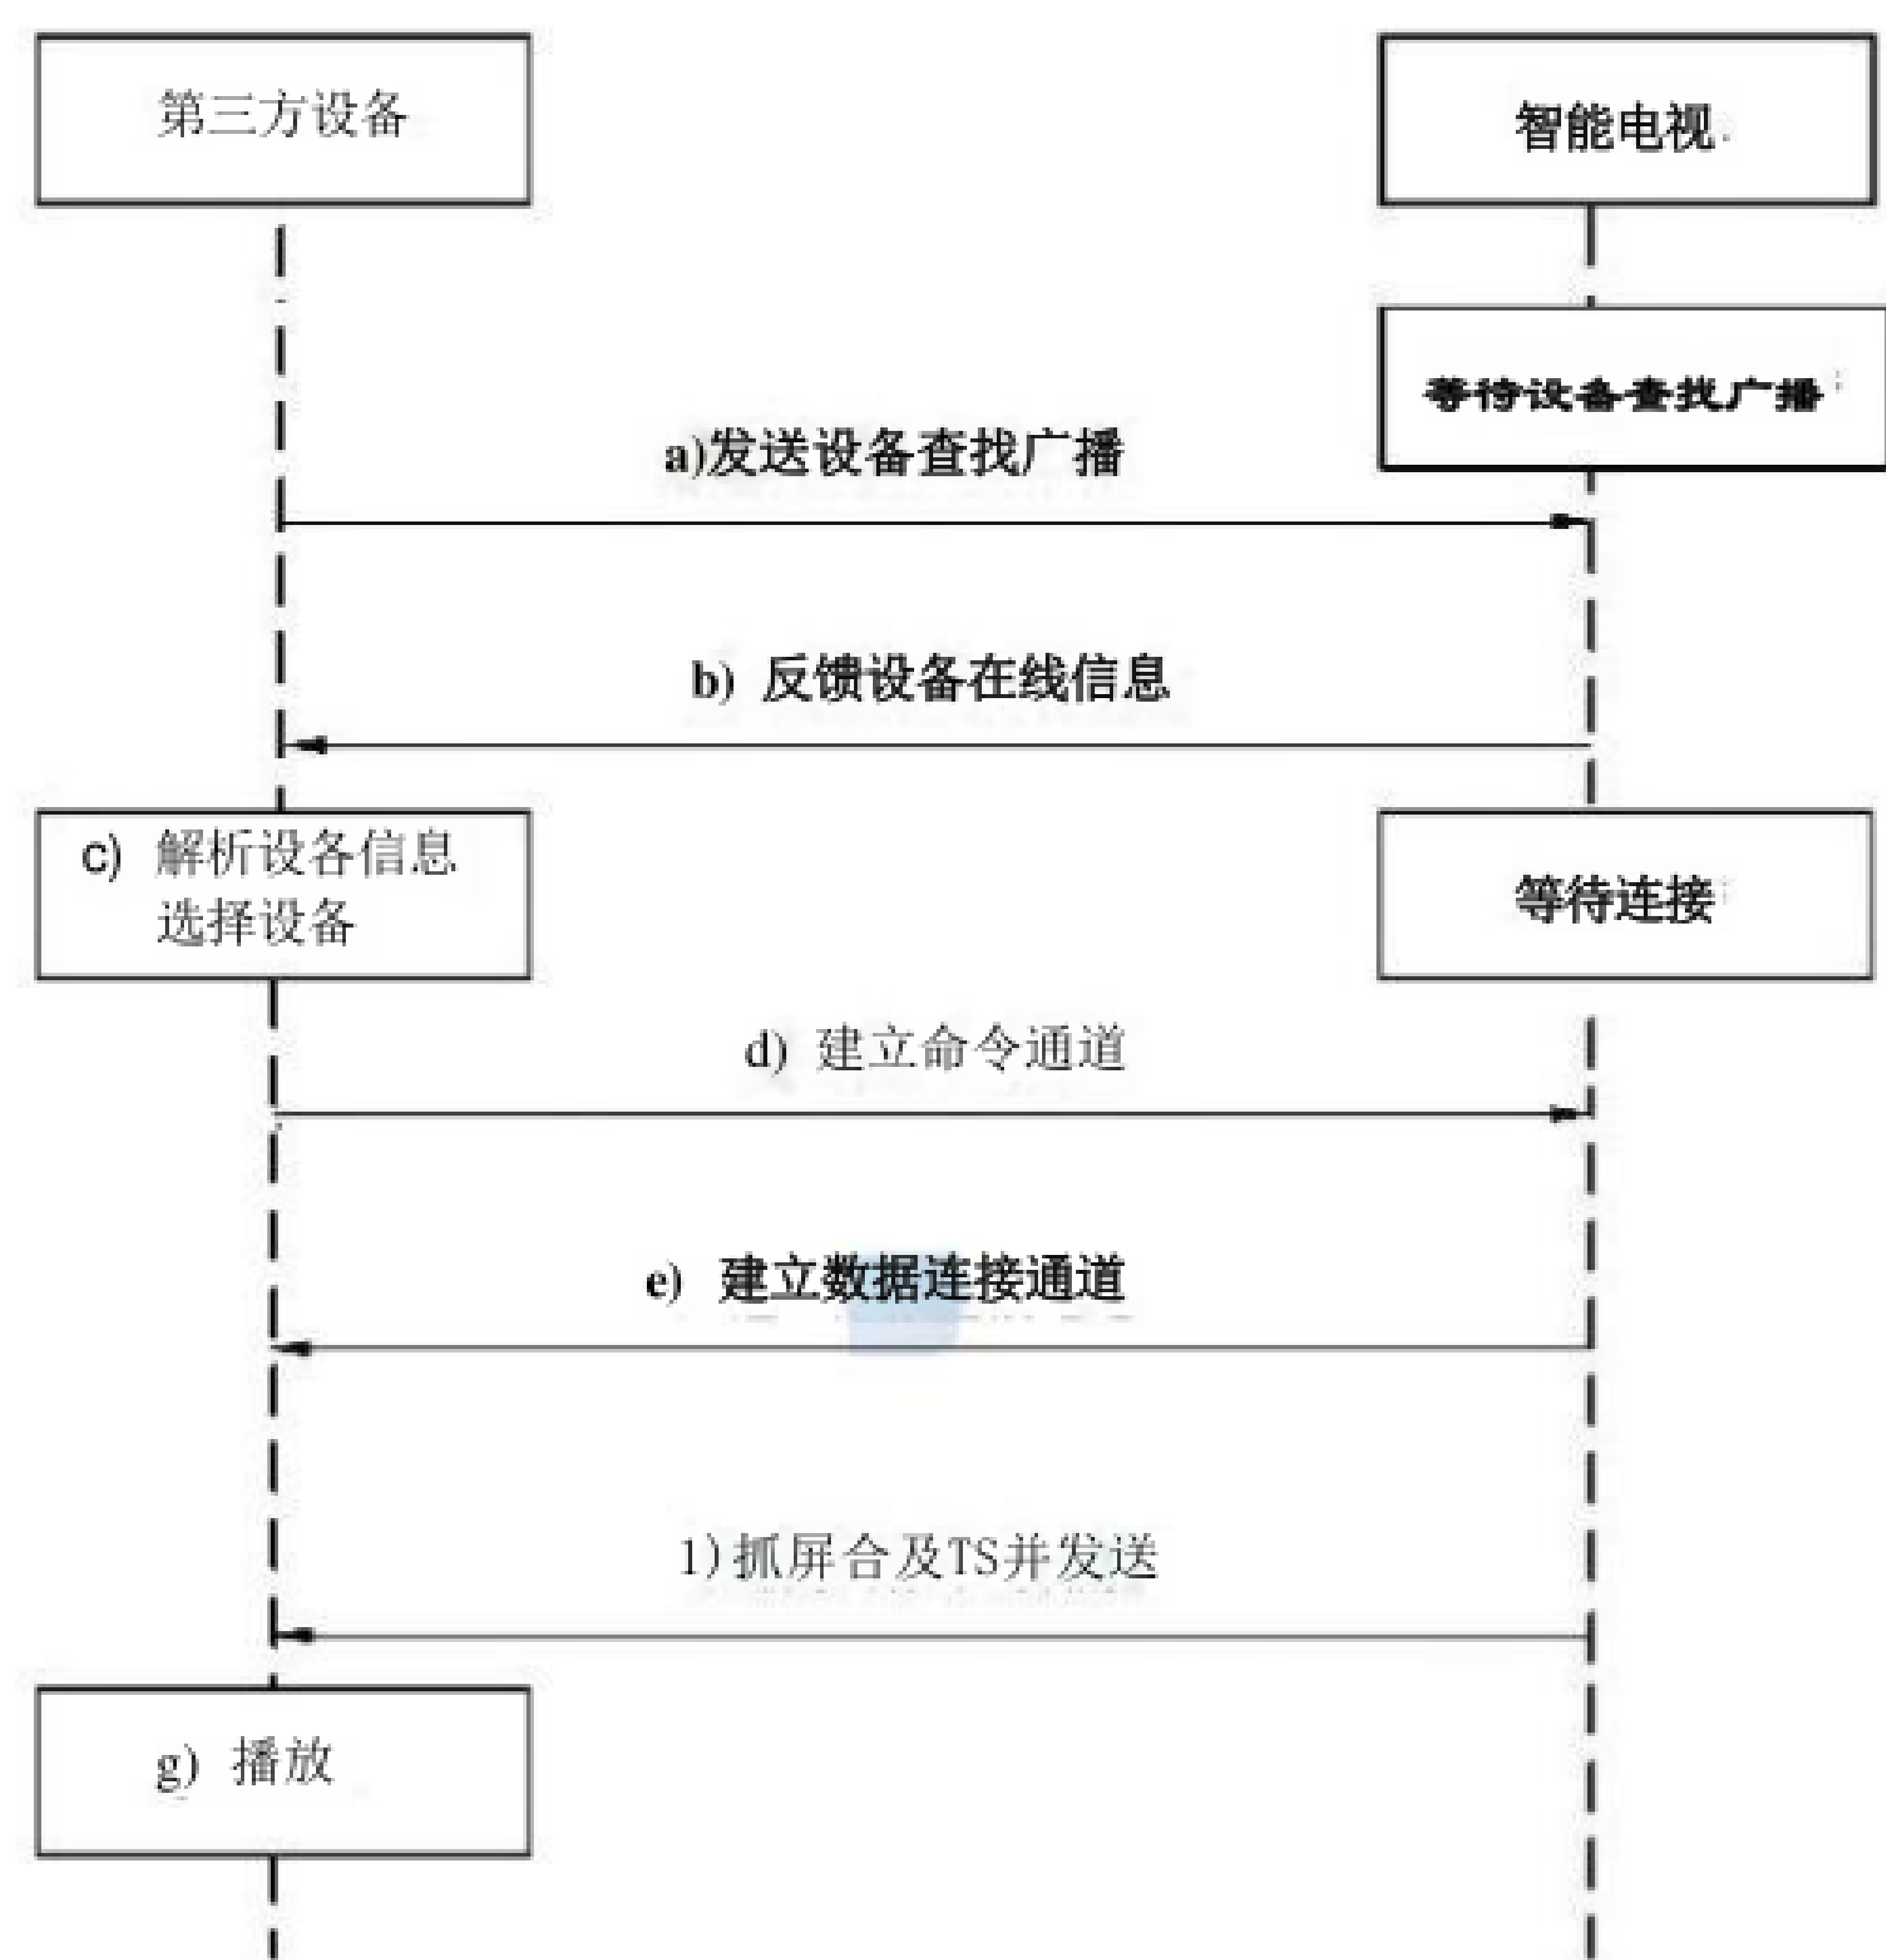 第三方设备
智能电视
等待设备查找广播
a)发送设备查找广播
b) 反馈设备在线信息
c) 解析设各信息
选择设备
等待连接
d) 建立命令通道
e) 建立数据连接通道
1)抓屏合及TS并发送
g) 播放